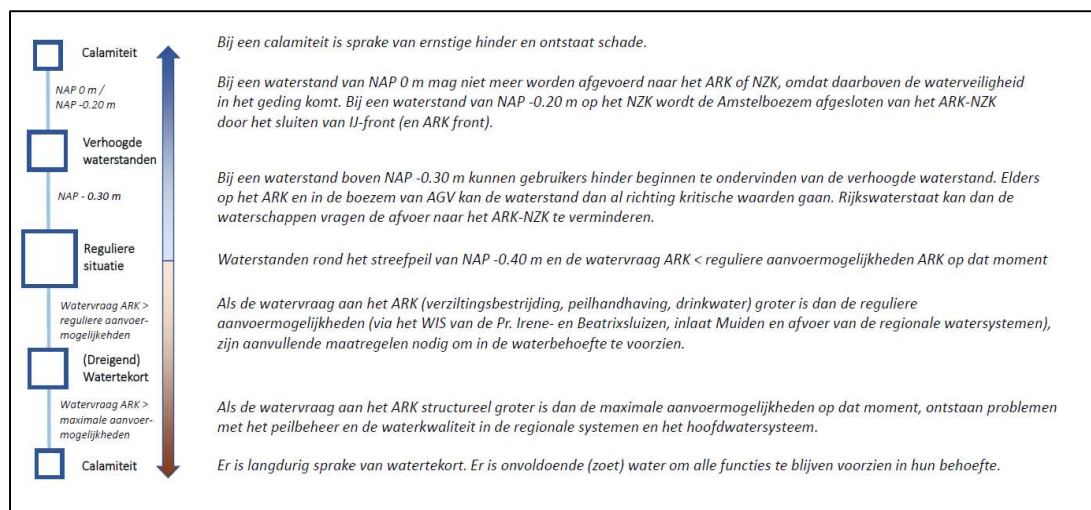 Calamiteit
Bij een calamiteit is sprake van ernstige hinder en ontstaat schade.
NAP 0 m /
NAP -0.20 m
Bij een waterstand van NAP 0 m mag niet meer worden afgevoerd naar het ARK of NZK, omdat daarboven de waterveiligheid
in het geding komt. Bij een waterstand van NAP -0.20 m op het NZK wordt de Amstelboezem afgesloten van het ARK-NZK
door het sluiten van IJ-front (en ARK front).
Verhoogde
waterstanden
NAP - 0.30 m
Bij een waterstand boven NAP -0.30 m kunnen gebruikers hinder beginnen te ondervinden van de verhoogde waterstand. Elders
op het ARK en in de boezem van AGV kan de waterstand dan al richting kritische waarden gaan. Rijkswaterstaat kan dan de
waterschappen vragen de afvoer naar het ARK-NZK te verminderen.
Reguliere
situatie
Waterstanden rond het streefpeil van NAP -0.40 m en de watervraag ARK < reguliere aanvoermogelijkheden ARK op dat moment
Watervraag ARK >
reguliere aanvoer-
mogelijkehden
Als de watervraag aan het ARK (verziltingsbestrijding, peilhandhaving, drinkwater) groter is dan de reguliere
aanvoermogelijkheden (via het WIS van de Pr. Irene- en Beatrixsluizen, inlaat Muiden en afvoer van de regionale watersystemen),
zijn aanvullende maatregelen nodig om in de waterbehoefte te voorzien.
(Dreigend)
Watertekort
Watervraag ARK >
maximale aanvoer-
mogelijkheden
Als de watervraag aan het ARK structureel groter is dan de maximale aanvoermogelijkheden op dat moment, ontstaan problemen
met het peilbeheer en de waterkwaliteit in de regionale systemen en het hoofdwatersysteem.
Calamiteit
Er is langdurig sprake van watertekort. Er is onvoldoende (zoet) water om alle functies te blijven voorzien in hun behoefte.